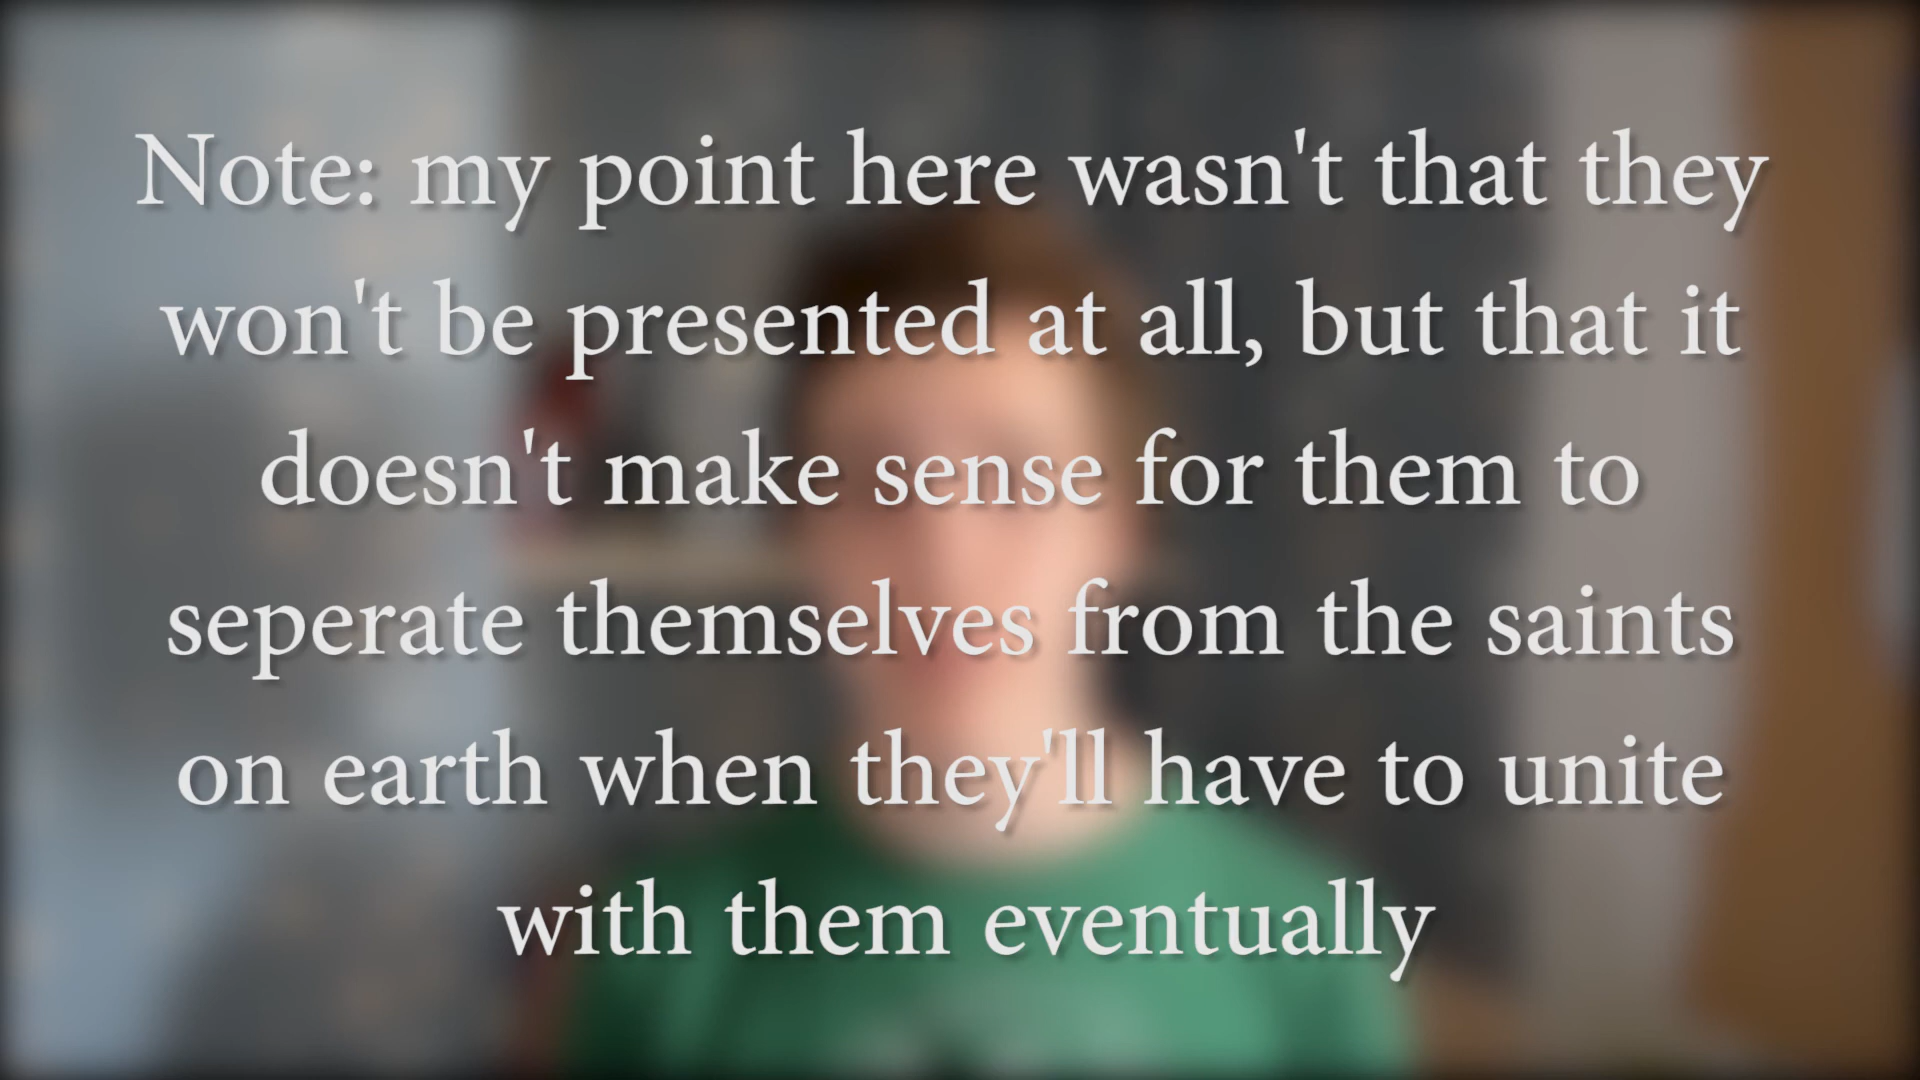 Note: my point here wasn't that they
won't be presented at all, but that it
doesn't make sense for them to
seperate themselves from the saints
on earth when they'll have to unite
with them eventually